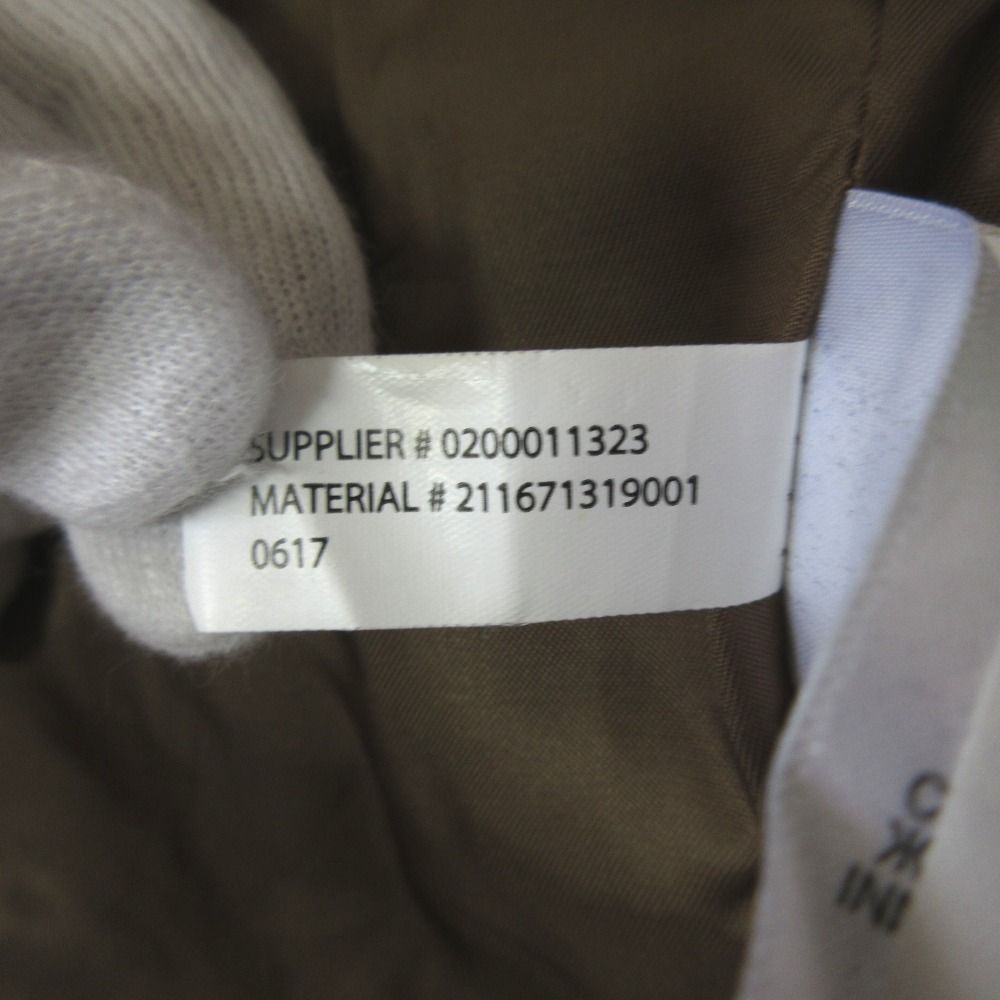 SUPPLIER # 0200011323
MATERIAL # 211671319001
0617